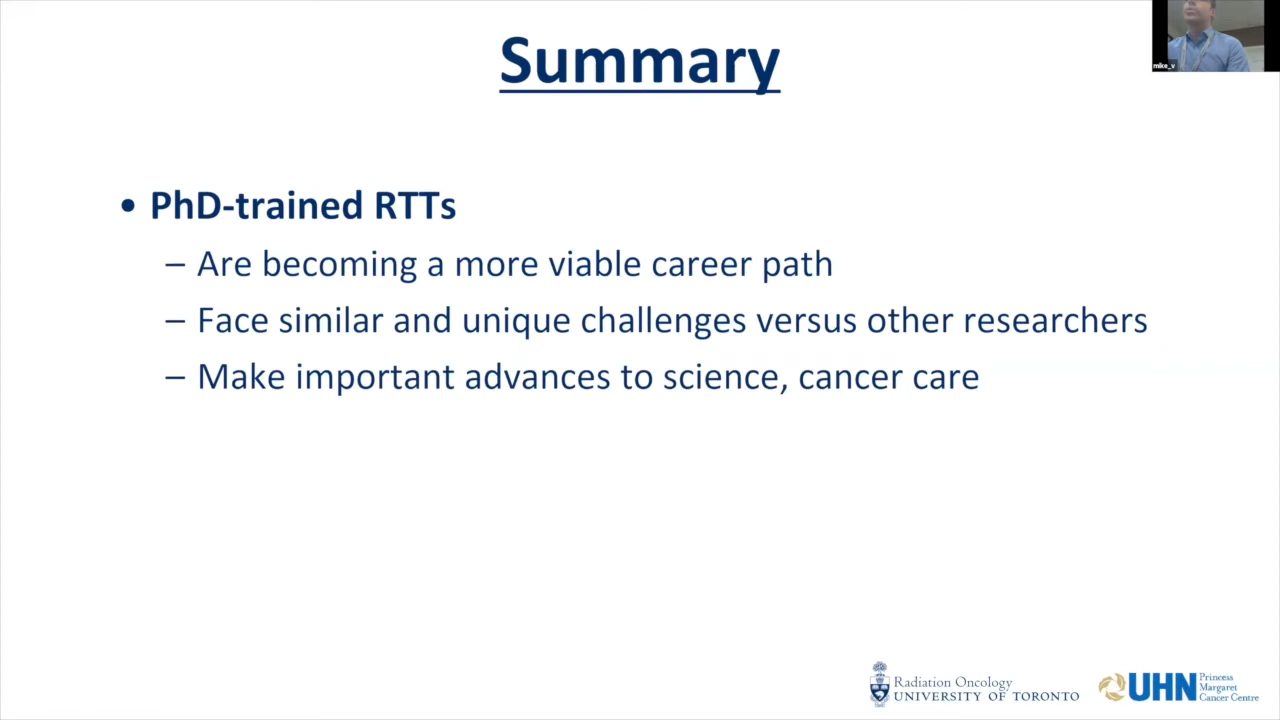 Summary
mike_v
• PhD-trained RTTs
– Are becoming a more viable career path
– Face similar and unique challenges versus other researchers
– Make important advances to science, cancer care
Radiation Oncology
UNIVERSITY OF TORONTO
UHN
Princess
Margaret
Cancer Centre